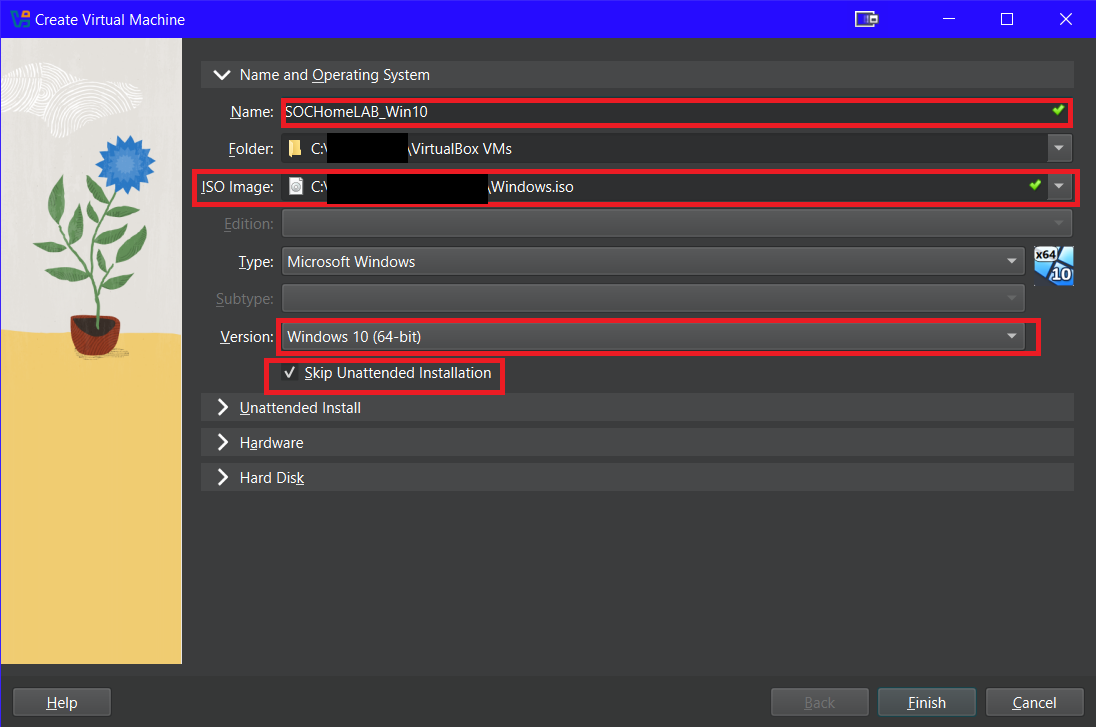 Create Virtual Machine
Name and Operating System
Name: SOCHomeLAB_Win10
Folder: C:\ \VirtualBox VMs
ISO Image: C:\ \Windows.iso
Edition:
Type: Microsoft Windows
x64
10
Subtype:
Version: Windows 10 (64-bit)
Skip Unattended Installation
Unattended Install
Hardware
Hard Disk
Help Back Finish Cancel